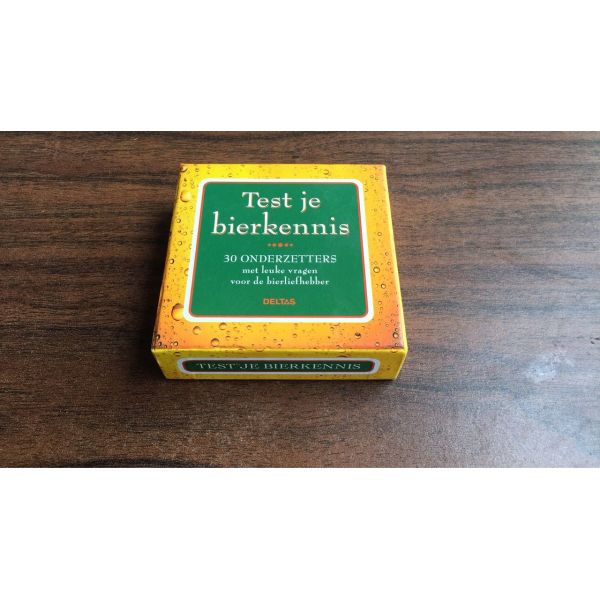 Test je
bierkennis
30 ONDERZETTERS
met leuke vragen
voor de bierliefhebber
DELTAS
TEST JE BIERKENNIS